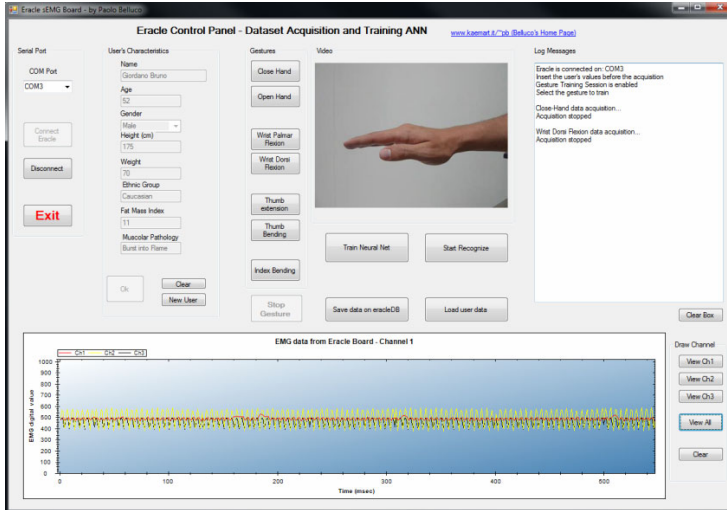 Eracle sEMG Board - by Paolo Belluco
Eracle Control Panel - Dataset Acquisition and Training ANN
www.kaemart.it/~pb (Belluco's Home Page)
Serial Port
COM Port
COM3
Connect
Eracle
Disconnect
Exit
User's Characteristics
Name
Giordano Bruno
Age
52
Gender
Male
Height (cm)
175
Weight
70
Ethnic Group
Caucasian
Fat Mass Index
11
Muscolar Pathology
Burst into Flame
Ok
Clear
New User
Gestures
Close Hand
Open Hand
Wrist Palmar
Flexion
Wrist Dorsi
Flexion
Thumb
extension
Thumb
Bending
Index Bending
Stop
Gesture
Video
Train Neural Net
Start Recognize
Save data on eracleDB
Load user data
Log Messages
Eracle is connected on: COM3
Insert the user's values before the acquisition
Gesture Training Session is enabled
Select the gesture to train
Close-Hand data acquisition...
Acquisition stopped
Wrist Dorsi Flexion data acquisition...
Acquisition stopped
Clear Box
EMG data from Eracle Board - Channel 1
Ch1 Ch2 Ch3
EMG digital value
1000
900
800
700
600
500
400
300
200
100
0
0 100 200 300 400 500
Time (msec)
Draw Channel
View Ch1
View Ch2
View Ch3
View All
Clear